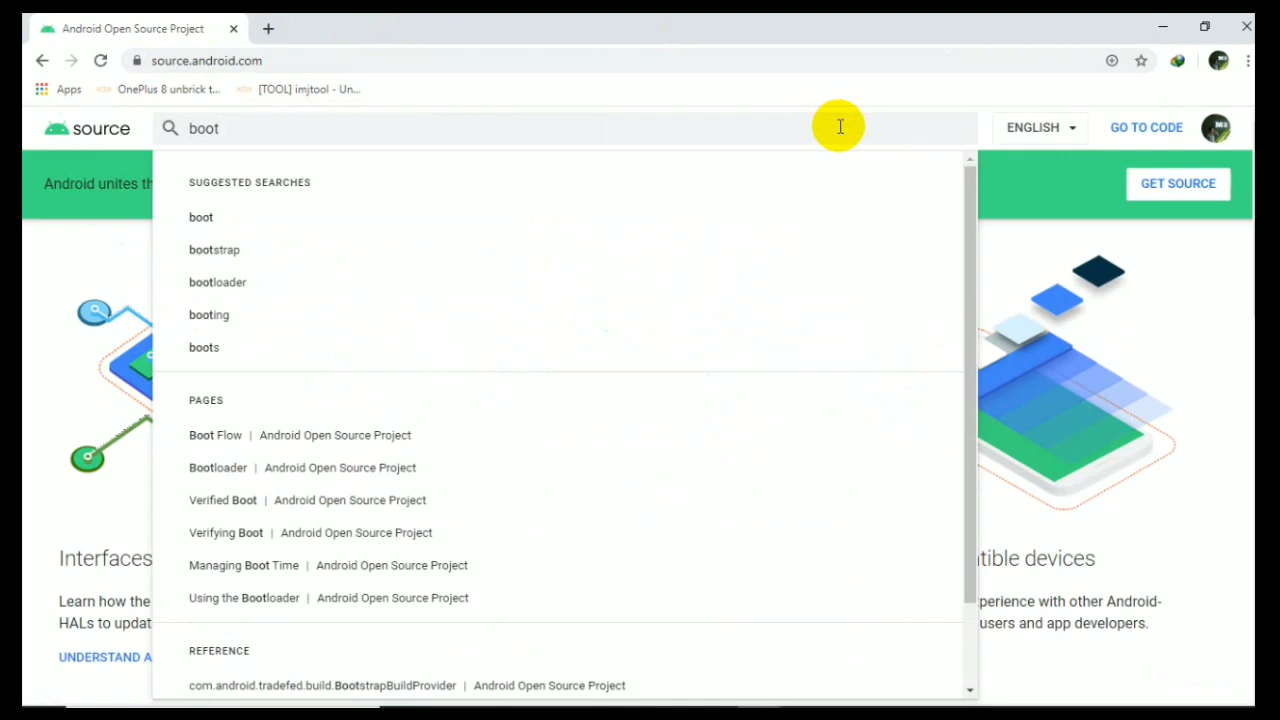 Android Open Source Project
source.android.com
Apps
OnePlus 8 unbrick t...
[TOOL] imjtool - Un...
source
boot
ENGLISH
GO TO CODE
Android unites th
GET SOURCE
SUGGESTED SEARCHES
boot
bootstrap
bootloader
booting
boots
PAGES
Boot Flow | Android Open Source Project
Bootloader | Android Open Source Project
Verified Boot | Android Open Source Project
Verifying Boot | Android Open Source Project
Managing Boot Time | Android Open Source Project
Using the Bootloader | Android Open Source Project
REFERENCE
com.android.tradefed.build.BootstrapBuildProvider | Android Open Source Project
Interfaces
Learn how the
HALs to updat
UNDERSTAND A
tible devices
perience with other Android-
users and app developers.